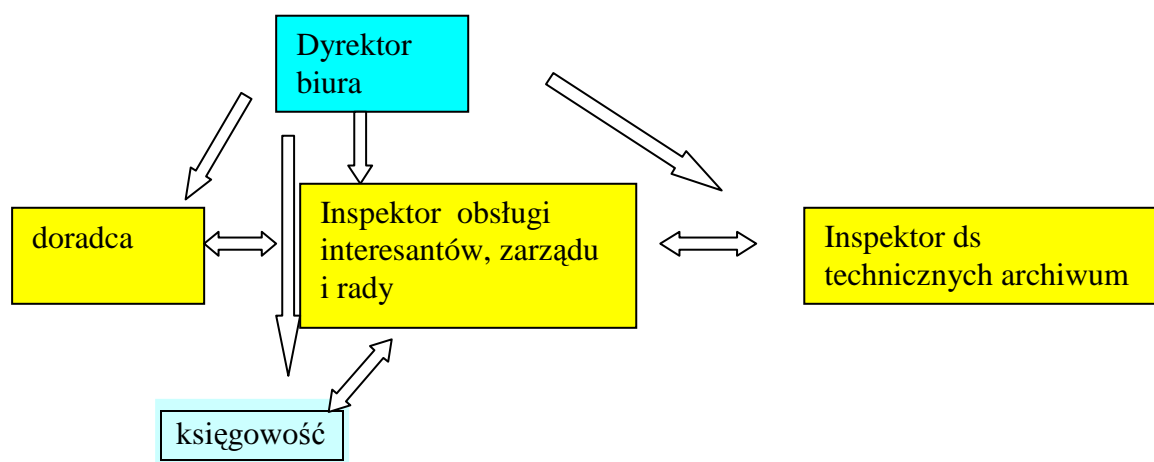 Dyrektor
biura
doradca
Inspektor obsługi
interesantów, zarządu
i rady
Inspektor ds
technicznych archiwum
księgowość